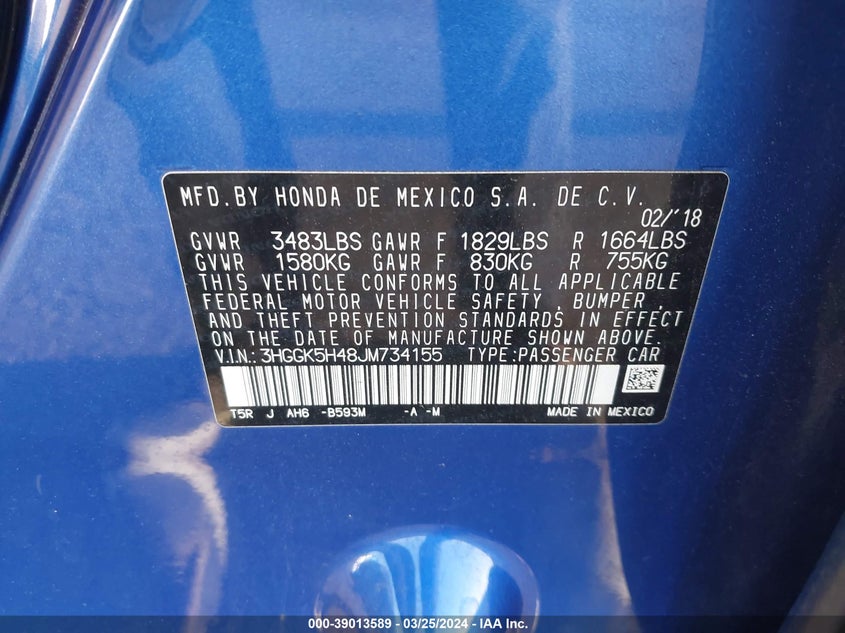 MFD.BY HONDA DE MEXICO S.A. DE C.V.
02/'18
GVWR 3483LBS GAWR F 1829LBS R 1664LBS
GVWR 1580KG GAWR F 830KG R 755KG
THIS VEHICLE CONFORMS TO ALL APPLICABLE
FEDERAL MOTOR VEHICLE SAFETY, BUMPER,
AND THEFT PREVENTION STANDARDS IN EFFECT
ON THE DATE OF MANUFACTURE SHOWN ABOVE.
V.I.N.: 3HGGK5H48JM734155 TYPE:PASSENGER CAR
T5R J AH6 -B593M -A -M MADE IN MEXICO
000-39013589 - 03/25/2024 - IAA Inc.